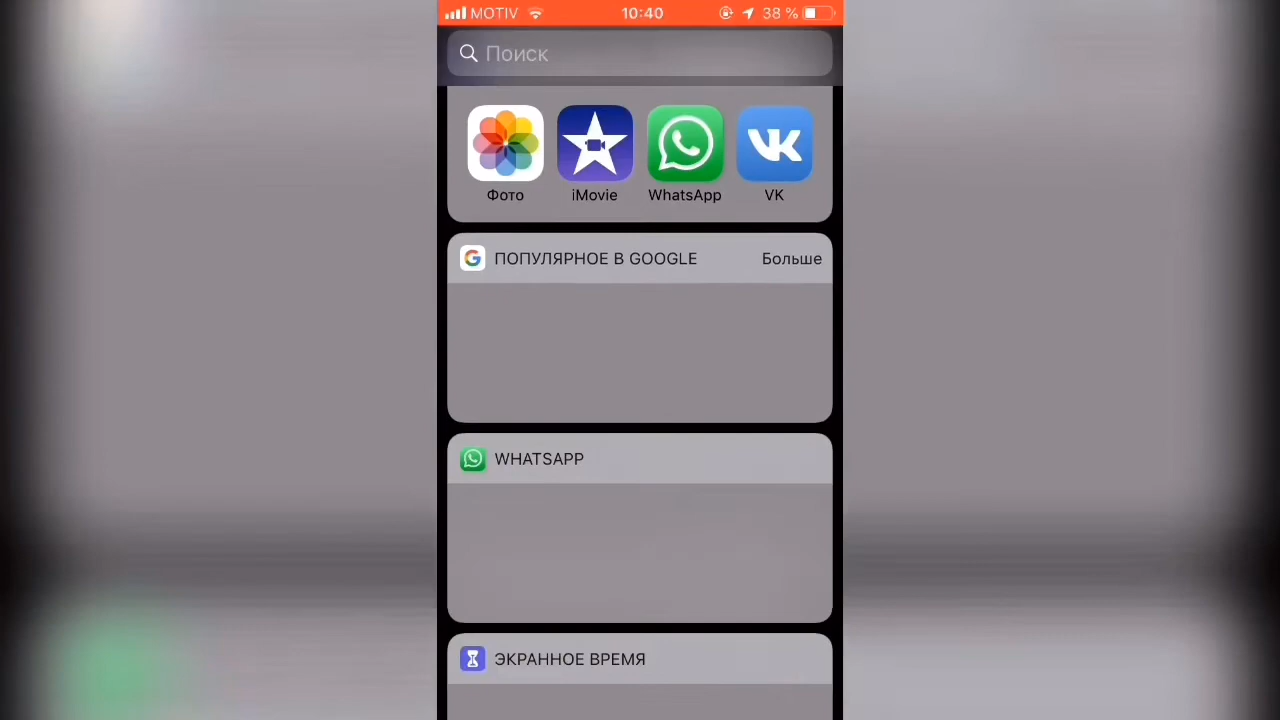 MOTIV 10:40 38 %
Поиск
Фото iMovie WhatsApp VK
ПОПУЛЯРНОЕ В GOOGLE Больше
WHATSAPP
ЭКРАННОЕ ВРЕМЯ